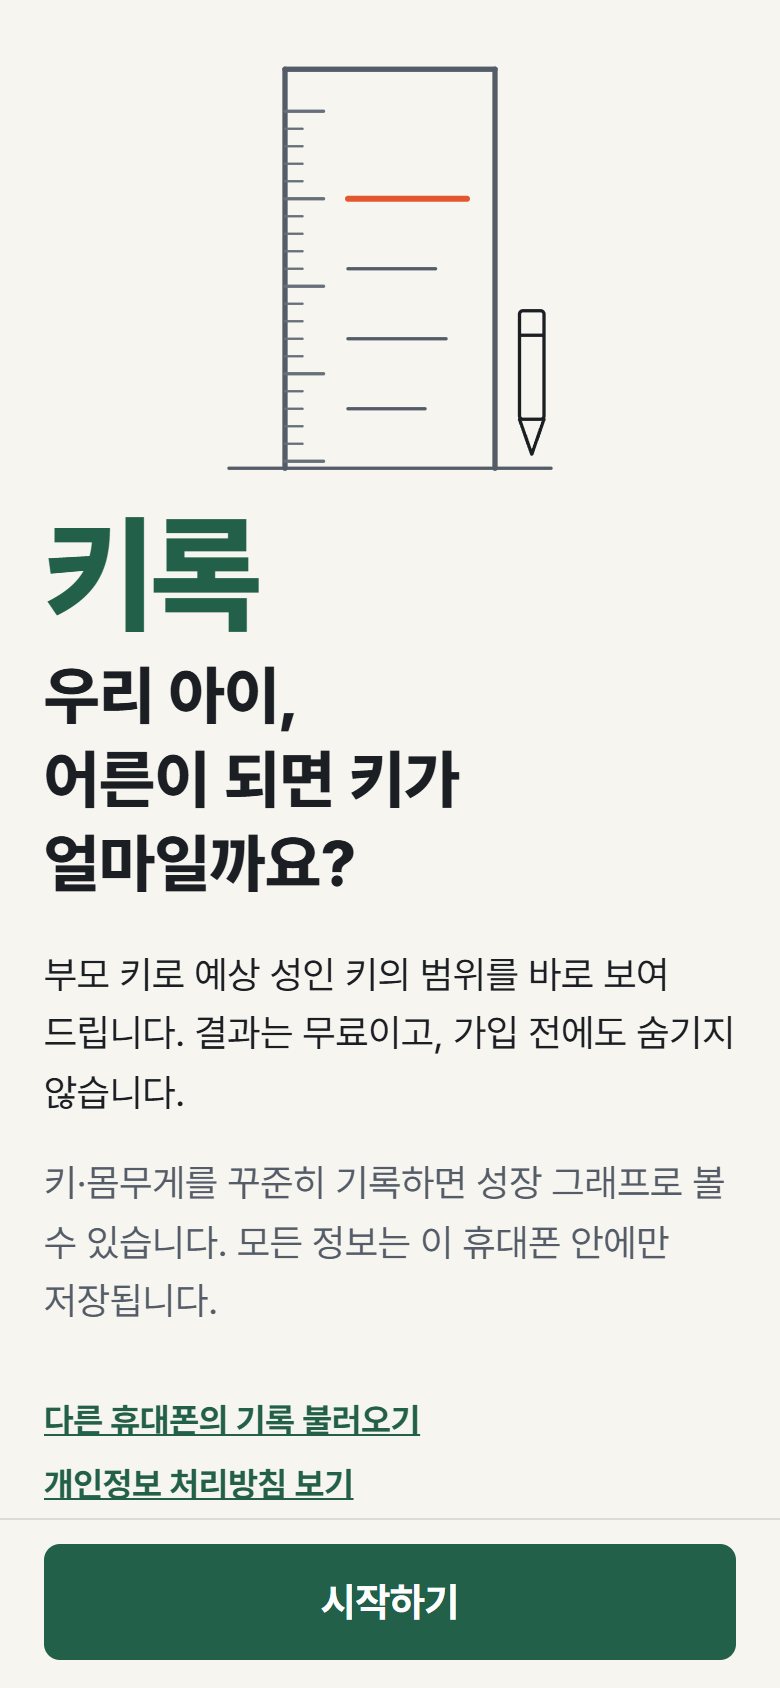 키록
우리 아이,
어른이 되면 키가
얼마일까요?
부모 키로 예상 성인 키의 범위를 바로 보여
드립니다. 결과는 무료이고, 가입 전에도 숨기지
않습니다.
키·몸무게를 꾸준히 기록하면 성장 그래프로 볼
수 있습니다. 모든 정보는 이 휴대폰 안에만
저장됩니다.
다른 휴대폰의 기록 불러오기
개인정보 처리방침 보기
시작하기